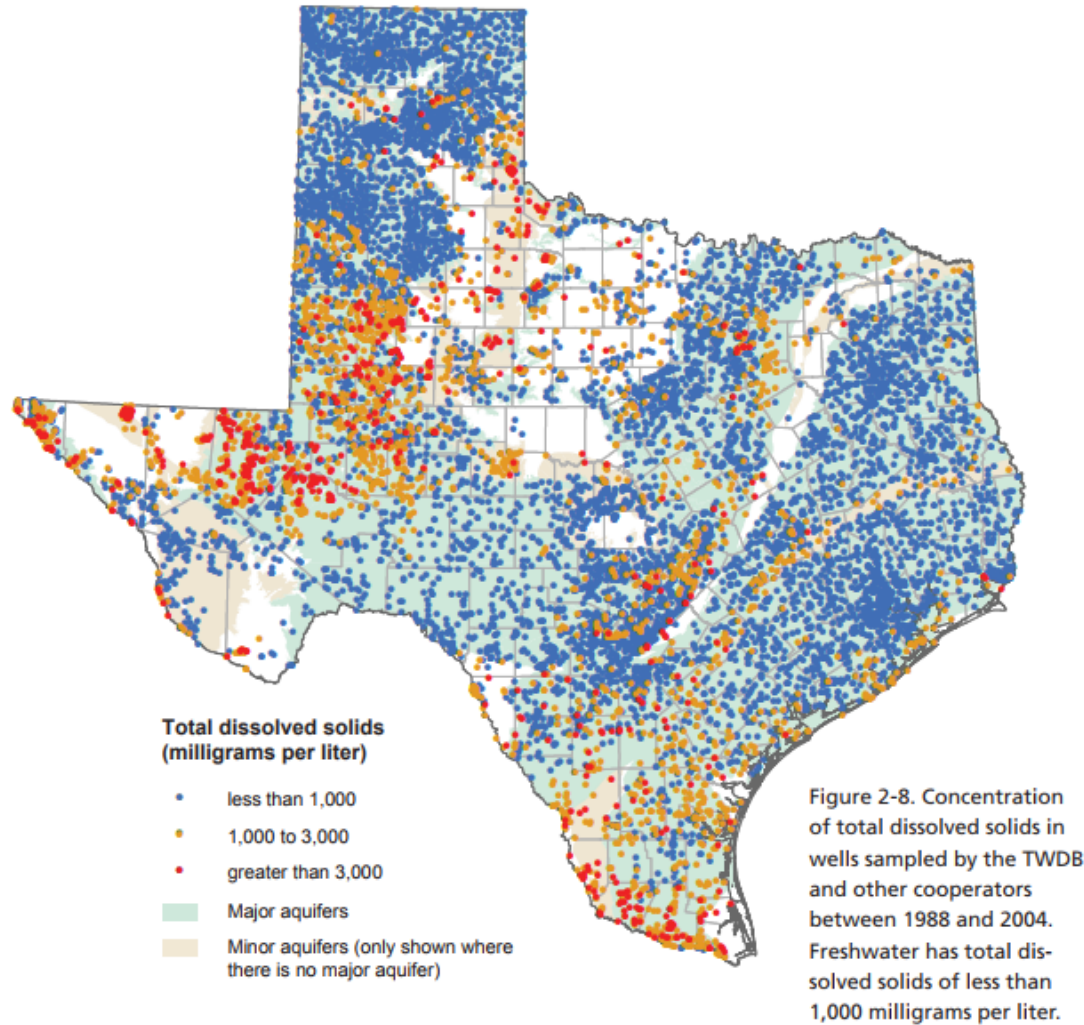 Total dissolved solids
(milligrams per liter)
less than 1,000
1,000 to 3,000
greater than 3,000
Major aquifers
Minor aquifers (only shown where
there is no major aquifer)
Figure 2-8. Concentration
of total dissolved solids in
wells sampled by the TWDB
and other cooperators
between 1988 and 2004.
Freshwater has total dis-
solved solids of less than
1,000 milligrams per liter.